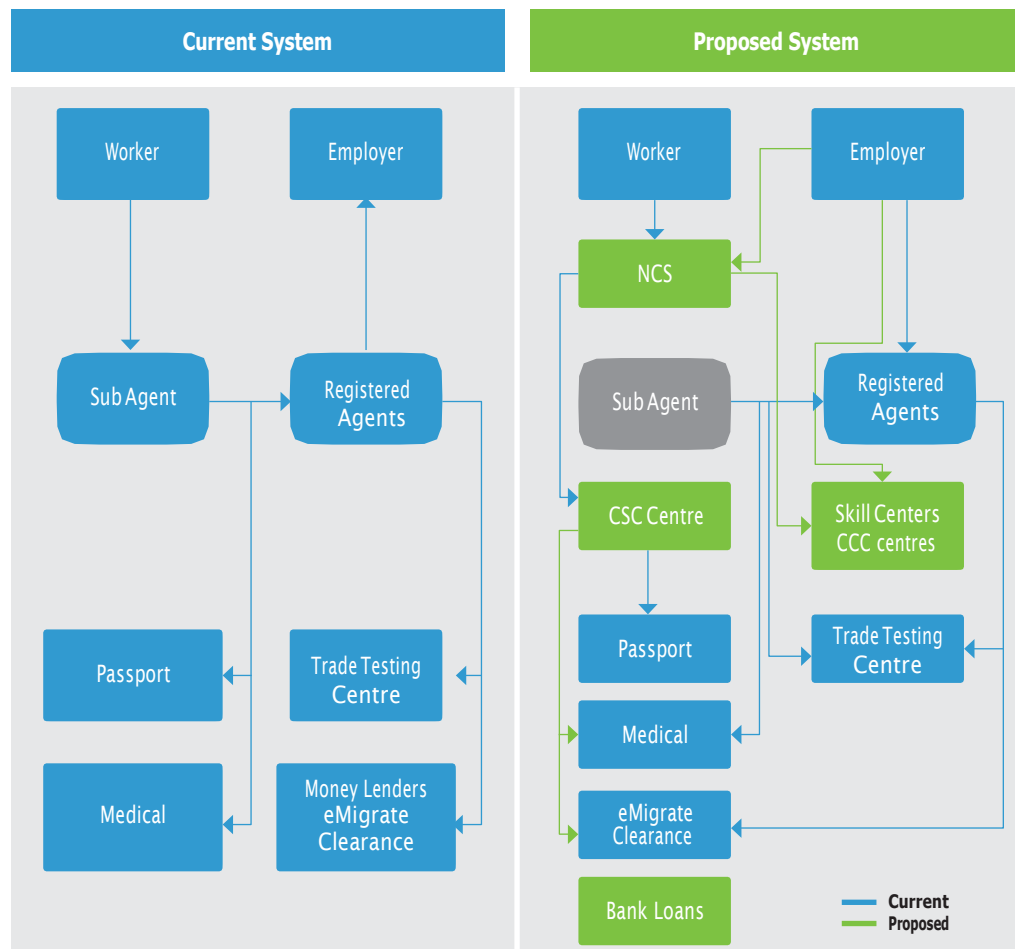 Current System
Worker
Employer
Sub Agent
Registered
Agents
Passport
Trade Testing
Centre
Medical
Money Lenders
eMigrate
Clearance
Proposed System
Worker
Employer
NCS
Sub Agent
Registered
Agents
CSC Centre
Skill Centers
CCC centres
Passport
Trade Testing
Centre
Medical
eMigrate
Clearance
Bank Loans
Current
Proposed